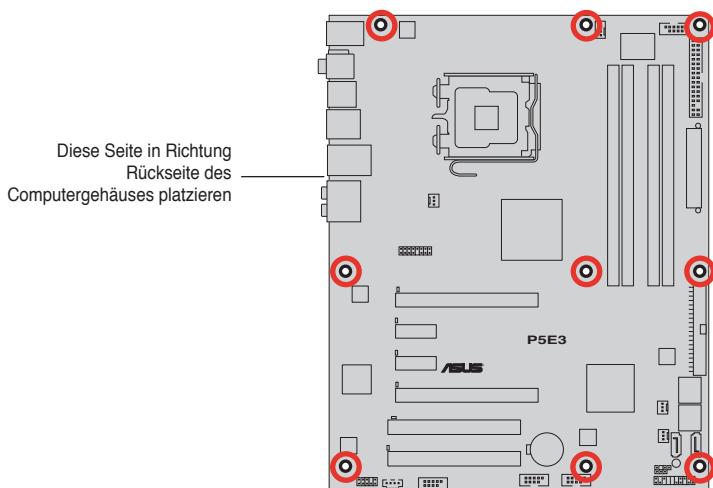 Diese Seite in Richtung
Rückseite des
Computergehäuses platzieren
P5E3
ASUS